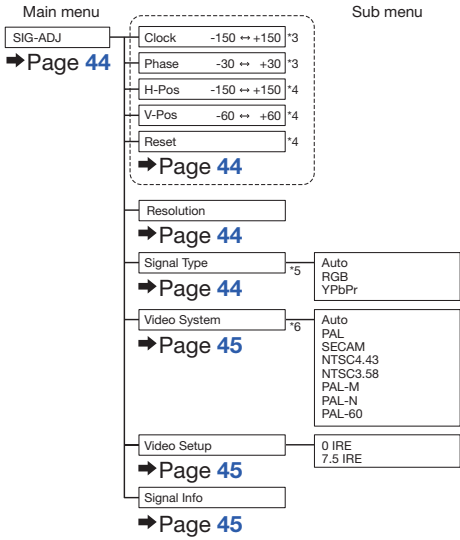 Main menu Sub menu
SIG-ADJ
➡Page 44
Clock -150 ↔ +150 *3
Phase -30 ↔ +30 *3
H-Pos -150 ↔ +150 *4
V-Pos -60 ↔ +60 *4
Reset *4
➡Page 44
Resolution
➡Page 44
Signal Type *5
➡Page 44
Auto
RGB
YPbPr
Video System *6
➡Page 45
Auto
PAL
SECAM
NTSC4.43
NTSC3.58
PAL-M
PAL-N
PAL-60
Video Setup
➡Page 45
0 IRE
7.5 IRE
Signal Info
➡Page 45